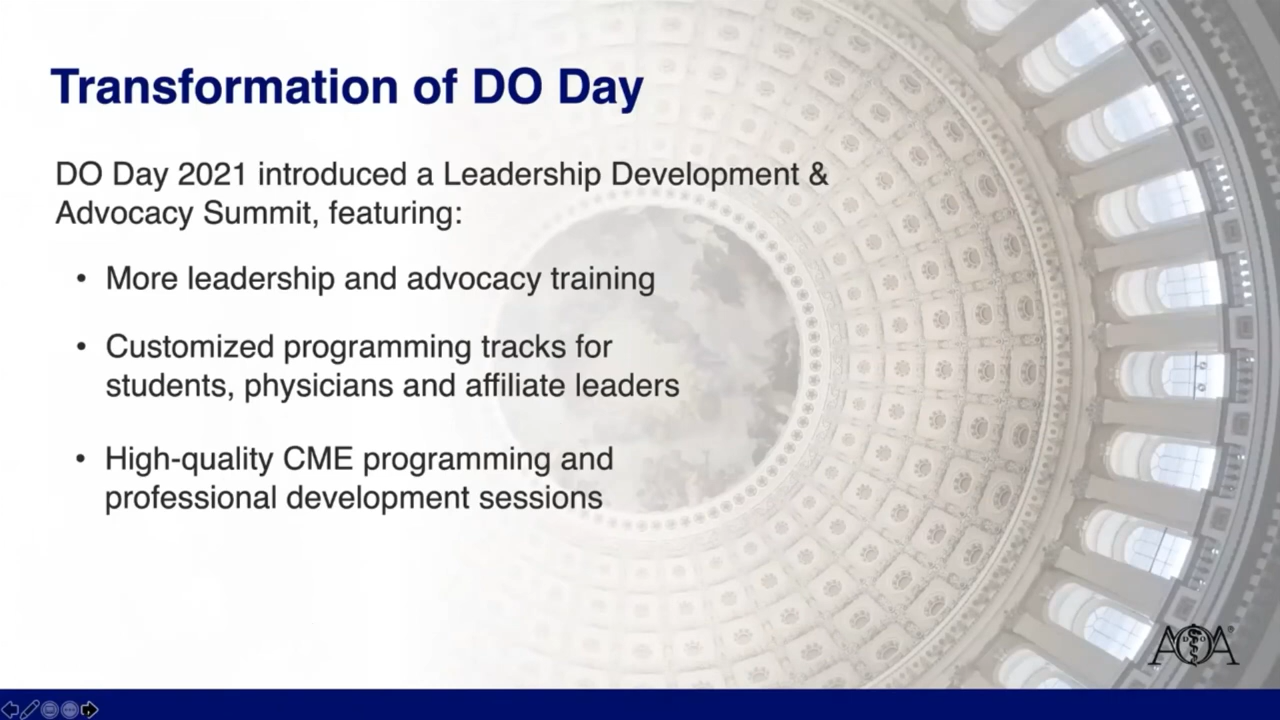 Transformation of DO Day
DO Day 2021 introduced a Leadership Development &
Advocacy Summit, featuring:
• More leadership and advocacy training
• Customized programming tracks for
students, physicians and affiliate leaders
• High-quality CME programming and
professional development sessions
AOA®